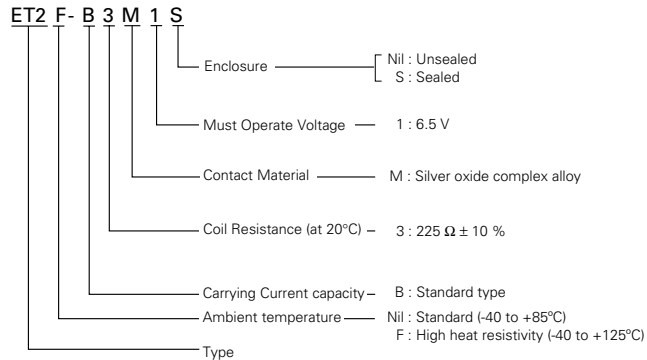 ET2 F- B 3 M 1 S
Enclosure Nil : Unsealed
S : Sealed
Must Operate Voltage 1 : 6.5 V
Contact Material M : Silver oxide complex alloy
Coil Resistance (at 20°C) 3 : 225 Ω ± 10 %
Carrying Current capacity B : Standard type
Ambient temperature Nil : Standard (-40 to +85°C)
F : High heat resistivity (-40 to +125°C)
Type